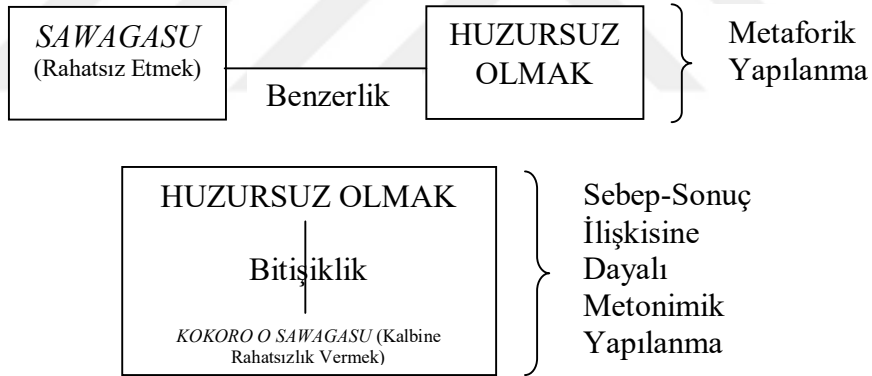 SAWAGASU
(Rahatsız Etmek)
Benzerlik
HUZURSUZ
OLMAK
Metaforik
Yapılanma
HUZURSUZ OLMAK
Bitişiklik
KOKORO O SAWAGASU (Kalbine
Rahatsızlık Vermek)
Sebep-Sonuç
İlişkisine
Dayalı
Metonimik
Yapılanma